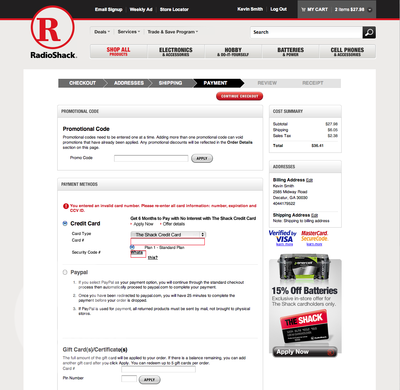 Email Signup Weekly Ad Store Locator Kevin Smith Log Out MY CART 2 items $27.98
R
RadioShack.
Deals Services Trade & Save Program Search
SHOP ALL PRODUCTS
ELECTRONICS & ACCESSORIES
HOBBY & DO-IT-YOURSELF
BATTERIES & POWER
CELL PHONES & ACCESSORIES
CHECKOUT ADDRESSES SHIPPING PAYMENT REVIEW RECEIPT
CONTINUE CHECKOUT
PROMOTIONAL CODE
Promotional Code
Promotional codes need to be entered one at a time. Adding more than one promotional code can void
promotions that have already been applied. Any promotional discounts will be reflected in the Order Details
section on this page.
Promo Code APPLY
PAYMENT METHODS
You entered an invalid card number. Please re-enter all card information: number, expiration and
CCV ID.
Credit Card
Get 6 Months to Pay with No Interest with The Shack Credit Card
Apply Now Offer details
Card Type The Shack Credit Card
Card #
Plan 1 - Standard Plan
Security Code # Whats
this?
Paypal
1. If you select PayPal as your payment option, you will continue through the standard checkout
process then automatically proceed to paypal.com to complete your payment.
2. Once you have been redirected to paypal.com, you will have 25 minutes to complete the
payment before your order is dropped.
3. If PayPal is used for payment, all returned products must be sent by mail, not brought to physical
store.
Gift Card(s)/Certificate(s)
The full amount of the gift card will be applied to your order. If there is a balance remaining, you can add
another gift card after you click Apply. You can redeem up to 5 gift cards per order.
Card #
Pin Number APPLY
COST SUMMARY
Subtotal $27.98
Shipping $6.05
Sales Tax $2.38
Total $36.41
ADDRESSES
Billing Address Edit
Kevin Smith
2585 Midway Road
Decatur, GA 30030
4044179522
Shipping Address Edit
Note: Shipping to billing address
Verified by VISA
learn more
MasterCard. SecureCode.
learn more
15% Off Batteries
Exclusive in-store offer for
The Shack cardholders only.
THE SHACK
Apply Now